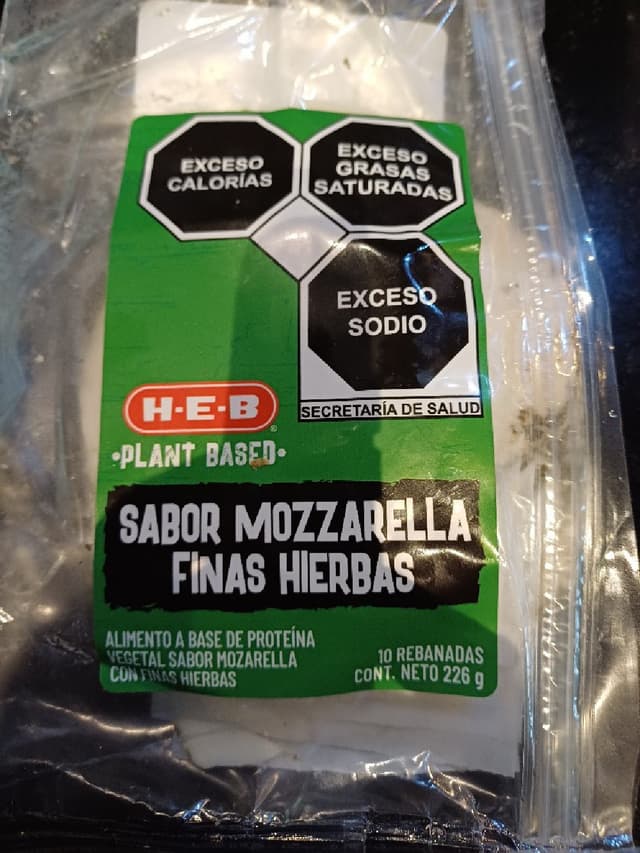 EXCESO
CALORÍAS
EXCESO
GRASAS
SATURADAS
EXCESO
SODIO
SECRETARÍA DE SALUD
H-E-B®
•PLANT BASED•
SABOR MOZZARELLA
FINAS HIERBAS
ALIMENTO A BASE DE PROTEÍNA
VEGETAL SABOR MOZARELLA
CON FINAS HIERBAS
10 REBANADAS
CONT. NETO 226 g